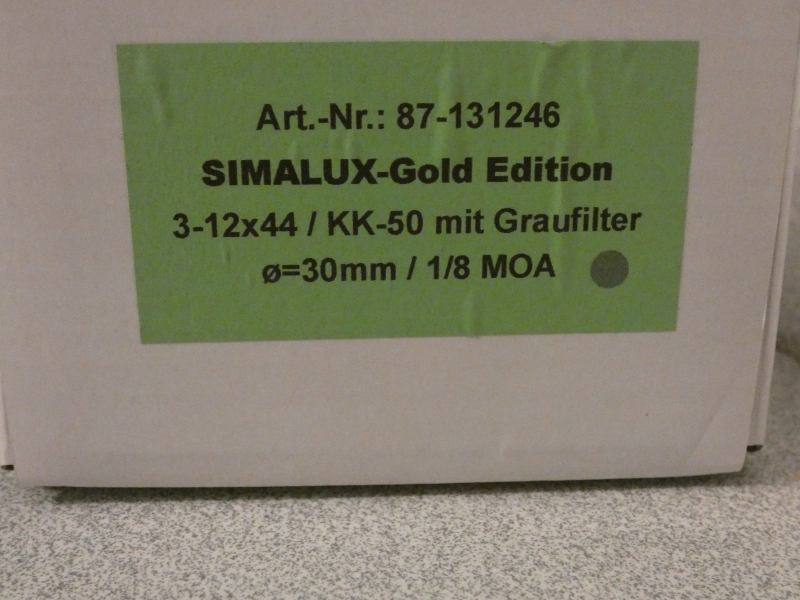 Art.-Nr.: 87-131246
SIMALUX-Gold Edition
3-12x44 / KK-50 mit Graufilter
ø=30mm / 1/8 MOA